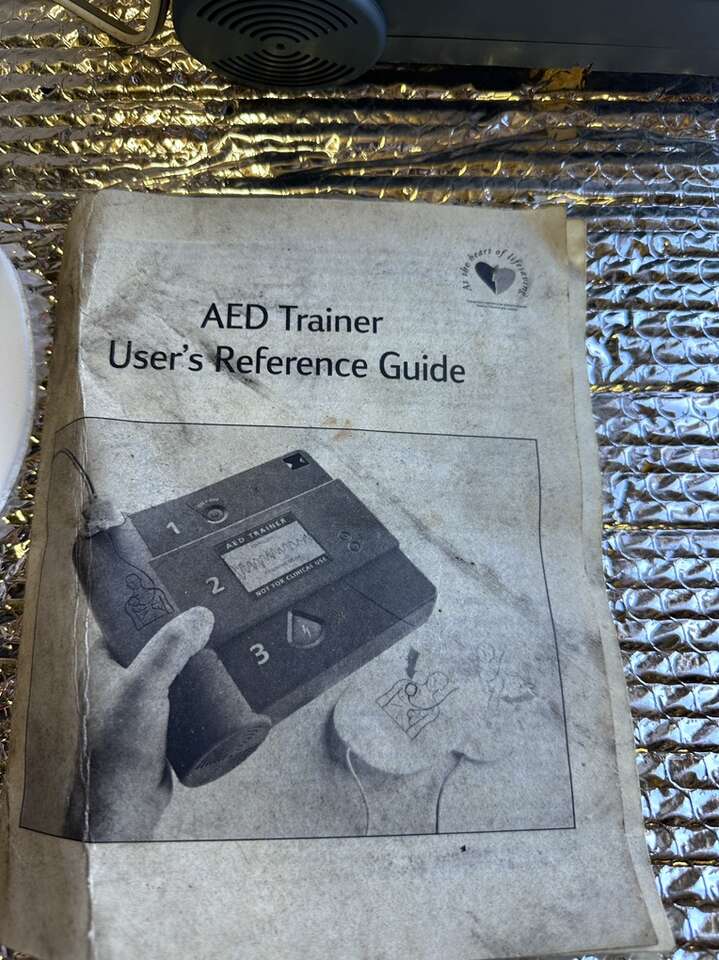 At the heart of lifesaving
AED Trainer
User's Reference Guide
1
AED TRAINER
2
NOT FOR CLINICAL USE
3